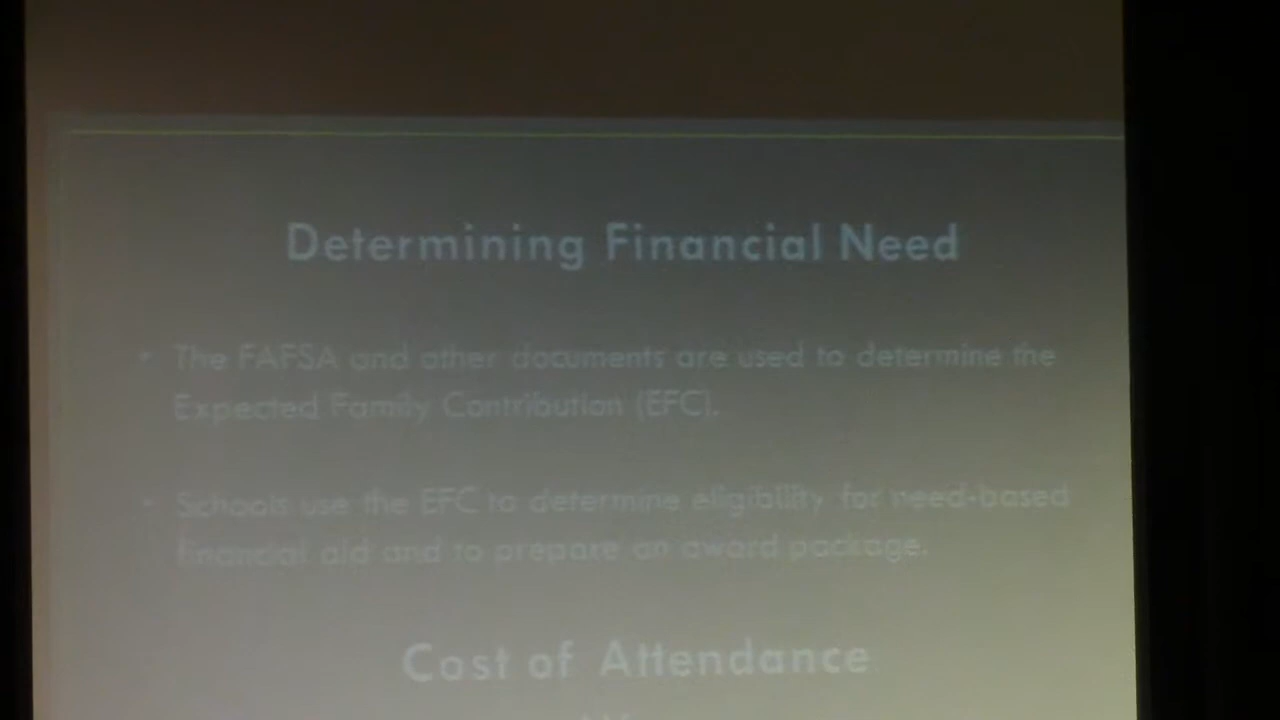 Determining Financial Need
• The FAFSA and other documents are used to determine the
Expected Family Contribution (EFC).
• Schools use the EFC to determine eligibility for need-based
financial aid and to prepare an award package.
Cost of Attendance